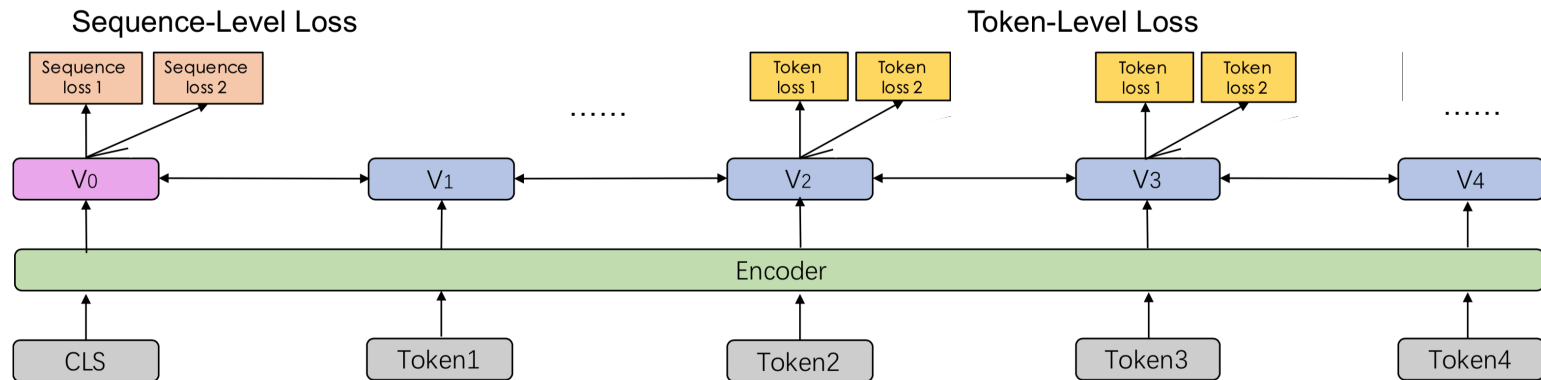 Sequence-Level Loss
Token-Level Loss
Sequence
loss 1
Sequence
loss 2
Token
loss 1
Token
loss 2
Token
loss 1
Token
loss 2
......
......
V0
V1
V2
V3
V4
Encoder
CLS
Token1
Token2
Token3
Token4